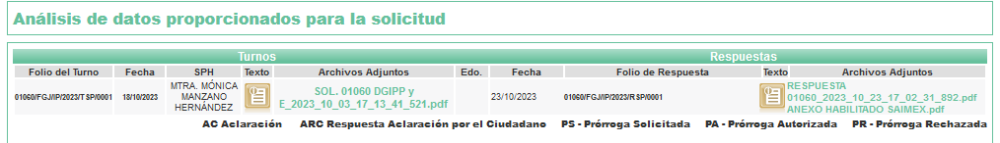 Análisis de datos proporcionados para la solicitud
Turnos Respuestas
Folio del Turno Fecha SPH Texto Archivos Adjuntos Edo. Fecha Folio de Respuesta Texto Archivos Adjuntos
01060/FGJ/IP/2023/TSP/0001 18/10/2023 MTRA. MÓNICA MANZANO HERNÁNDEZ SOL. 01060 DGIPP y E_2023_10_03_17_13_41_521.pdf 23/10/2023 01060/FGJ/IP/2023/RSP/0001 RESPUESTA 01060_2023_10_23_17_02_31_892.pdf
ANEXO HABILITADO SAIMEX.pdf
AC Aclaración ARC Respuesta Aclaración por el Ciudadano PS - Prórroga Solicitada PA - Prórroga Autorizada PR - Prórroga Rechazada